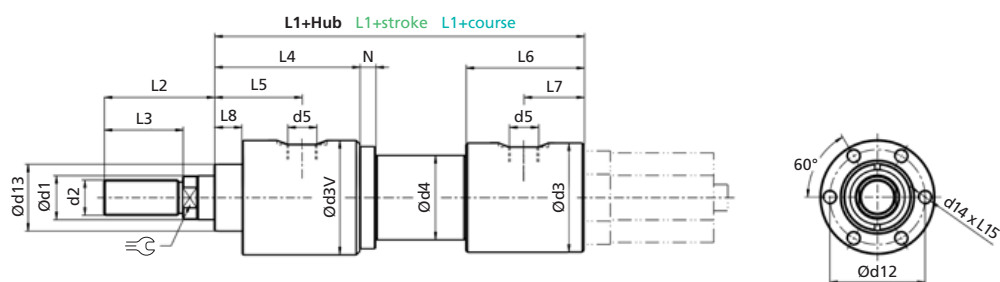 L1+Hub L1+stroke L1+course
L4 N L6
L2 L5 L7
L3 L8 d5 d5
Ød13 Ød1 d2 Ød3V Ød4 Ød3
60°
d14 x L15
Ød12